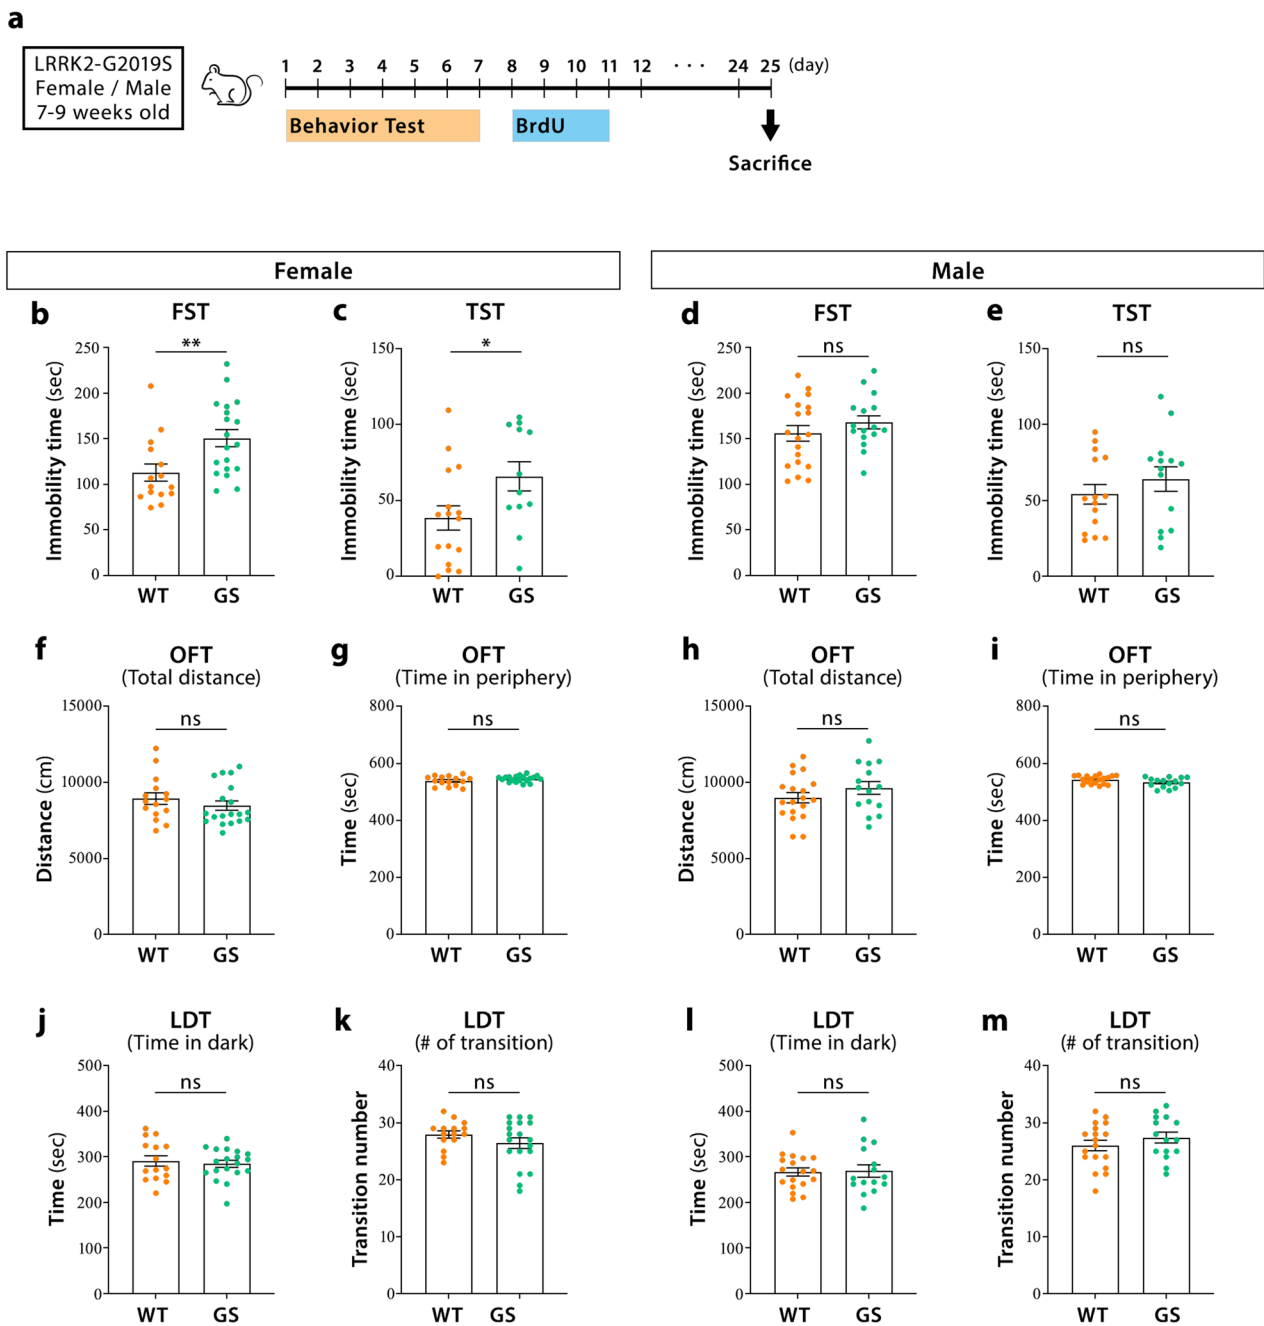 a
LRRK2-G2019S
Female / Male
7-9 weeks old
1 2 3 4 5 6 7 8 9 10 11 12 · · · 24 25 (day)
Behavior Test
BrdU
Sacrifice
Female
Male
b
FST
Immobility time (sec)
250
200
150
100
50
0
**
WT GS
c
TST
Immobility time (sec)
150
100
50
0
*
WT GS
d
FST
Immobility time (sec)
250
200
150
100
50
0
ns
WT GS
e
TST
Immobility time (sec)
150
100
50
0
ns
WT GS
f
OFT
(Total distance)
Distance (cm)
15000
10000
5000
0
ns
WT GS
g
OFT
(Time in periphery)
Time (sec)
800
600
400
200
0
ns
WT GS
h
OFT
(Total distance)
Distance (cm)
15000
10000
5000
0
ns
WT GS
i
OFT
(Time in periphery)
Time (sec)
800
600
400
200
0
ns
WT GS
j
LDT
(Time in dark)
Time (sec)
500
400
300
200
100
0
ns
WT GS
k
LDT
(# of transition)
Transition number
40
30
20
10
0
ns
WT GS
l
LDT
(Time in dark)
Time (sec)
500
400
300
200
100
0
ns
WT GS
m
LDT
(# of transition)
Transition number
40
30
20
10
0
ns
WT GS